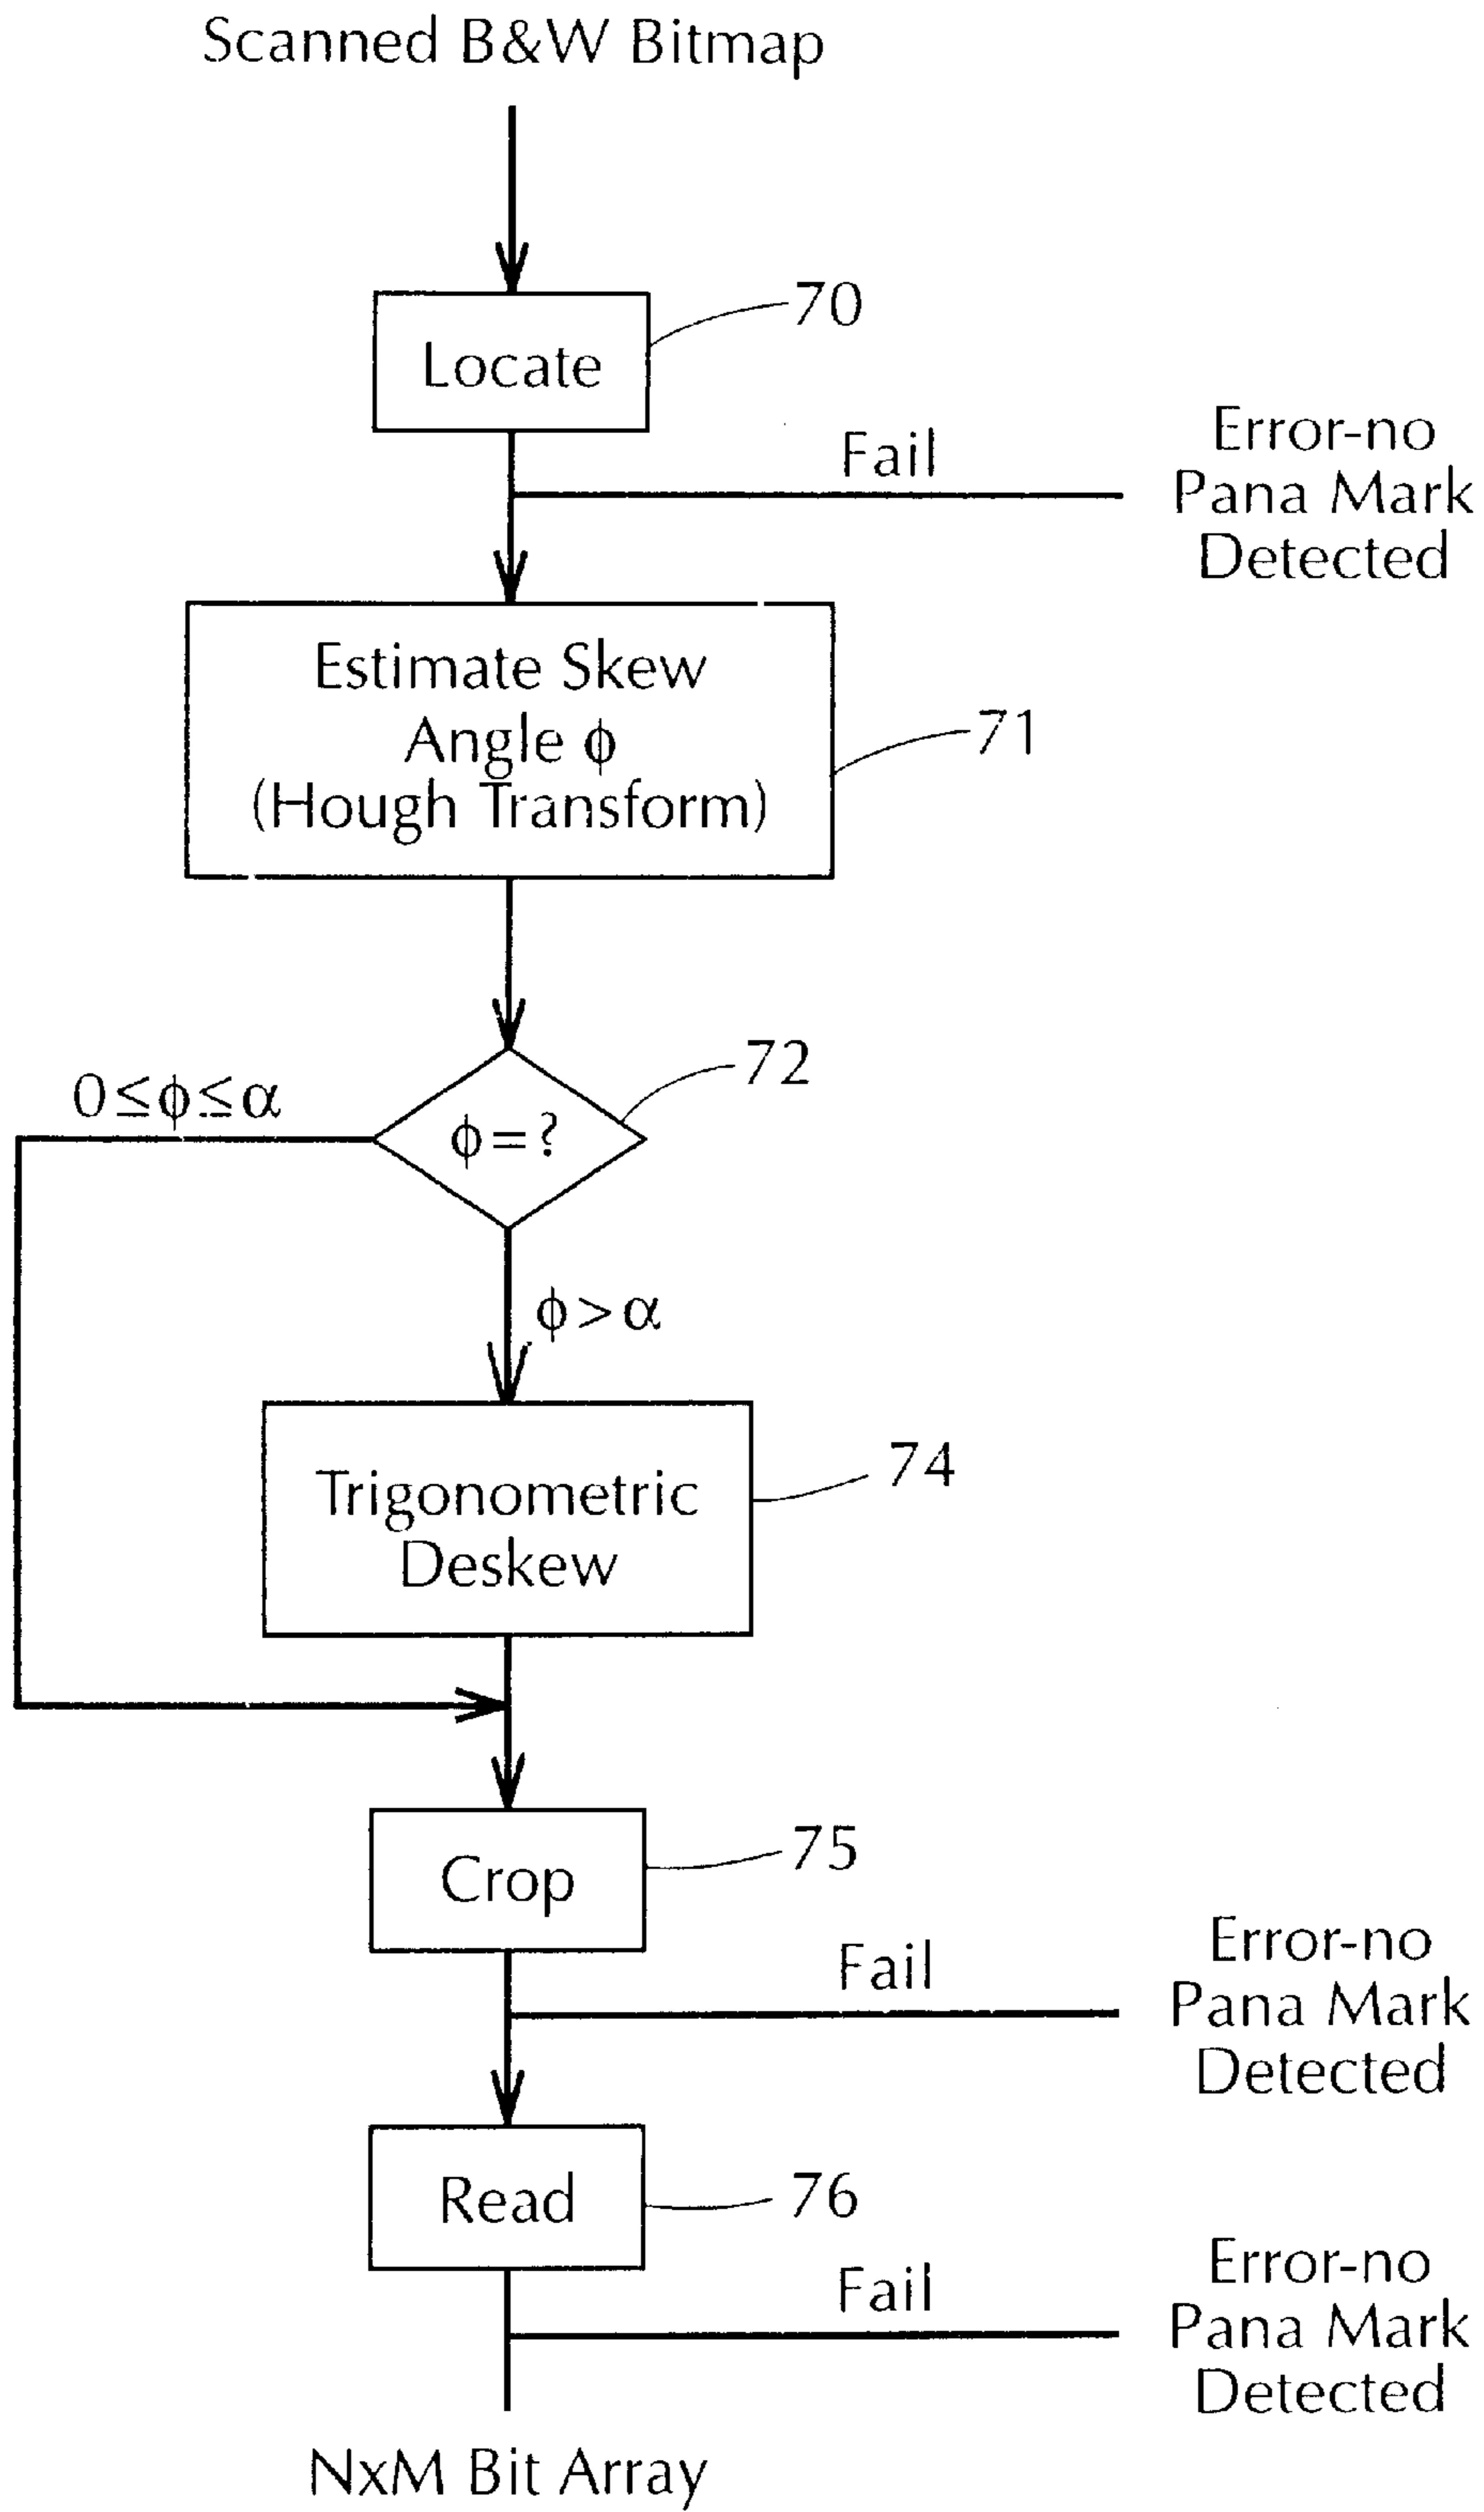 Scanned B&W Bitmap
70
Locate
Fail
Error-no
Pana Mark
Detected
Estimate Skew
Angle ϕ
(Hough Transform)
71
72
0≤ϕ≤α
ϕ=?
ϕ>α
74
Trigonometric
Deskew
75
Crop
Fail
Error-no
Pana Mark
Detected
Read
76
Fail
Error-no
Pana Mark
Detected
NxM Bit Array